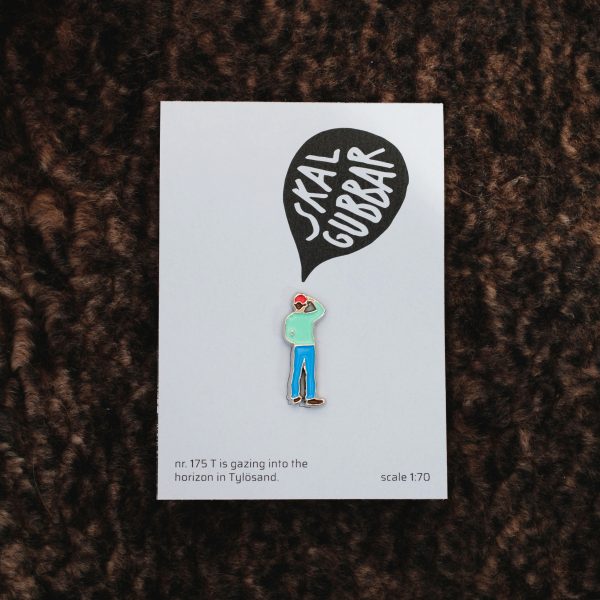 SKAL
GUBBAR
nr. 175 T is gazing into the
horizon in Tylösand.
scale 1:70